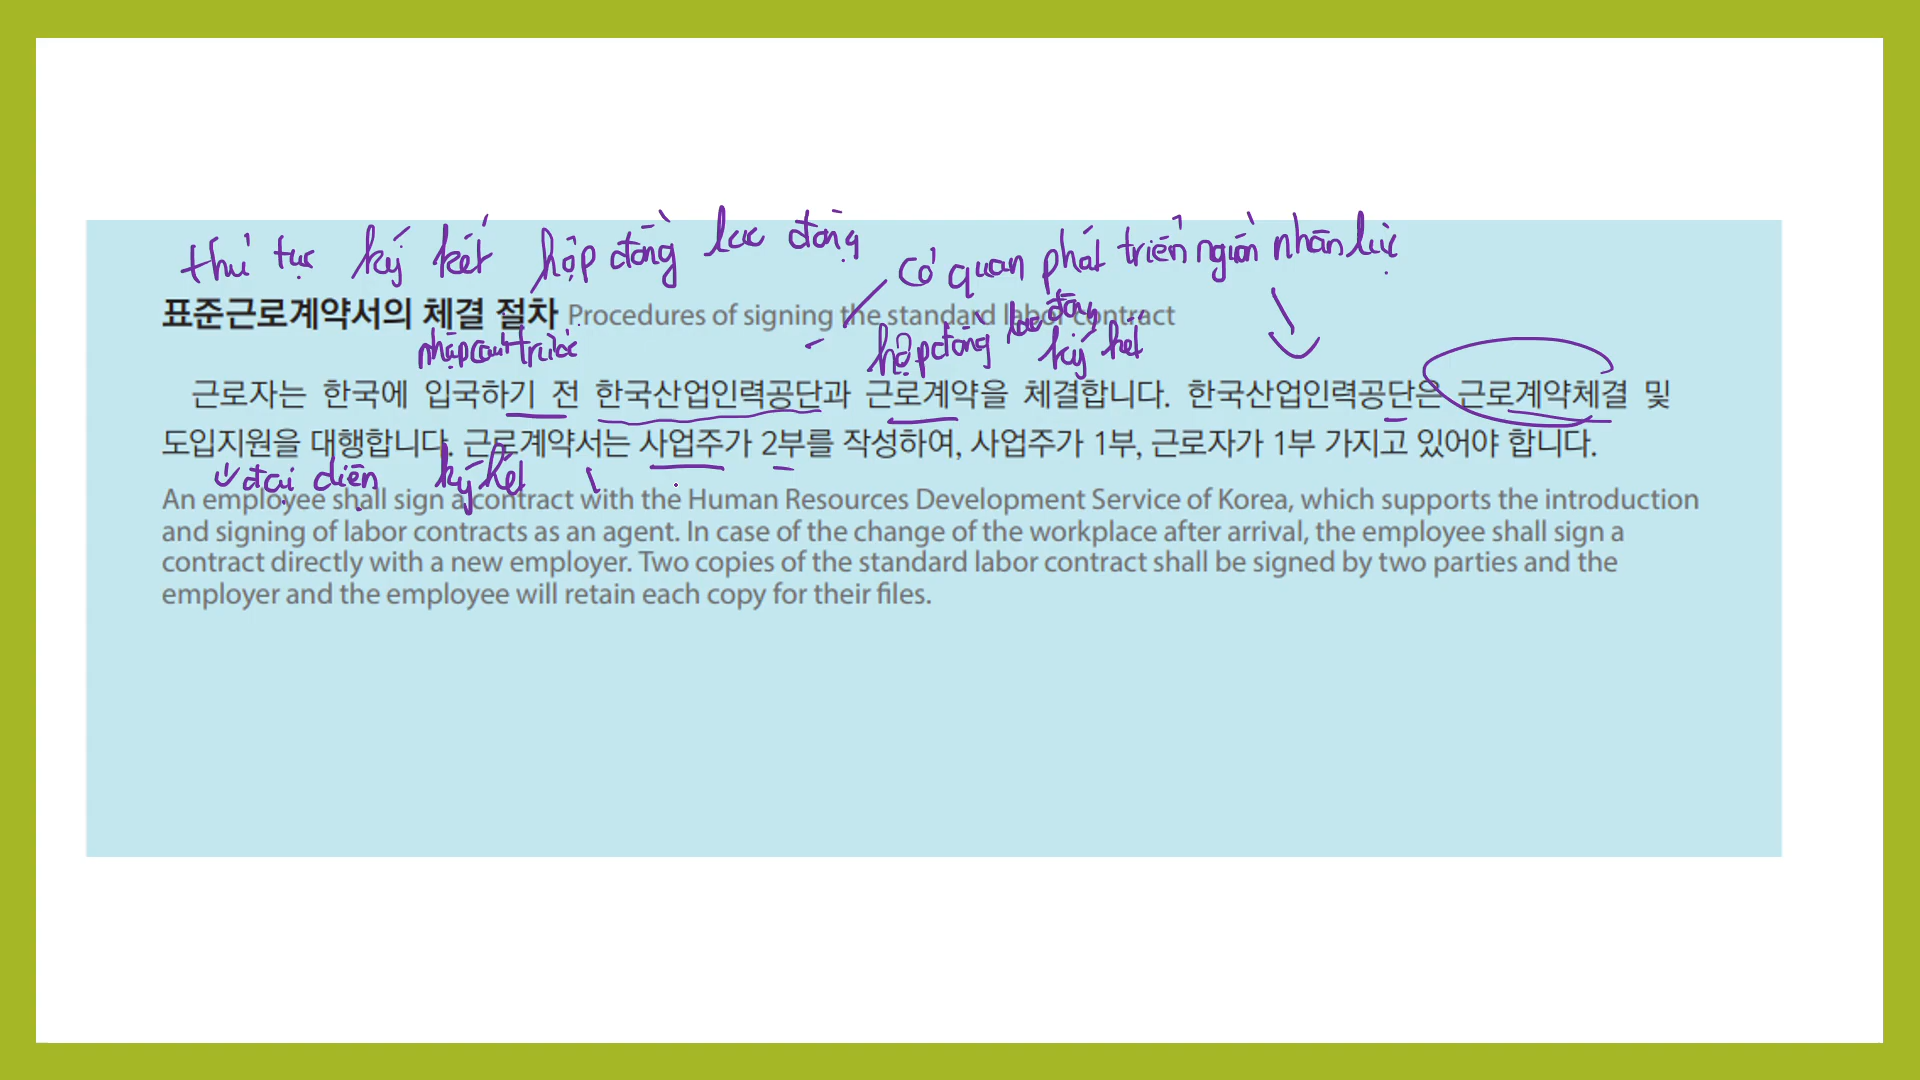 thủ tục ký kết hợp đồng lao động
cơ quan phát triển nguồn nhân lực
표준근로계약서의 체결 절차 Procedures of signing the standard labor contract
nhập cảnh trước
hợp đồng lao động ký kết
근로자는 한국에 입국하기 전 한국산업인력공단과 근로계약을 체결합니다. 한국산업인력공단은 근로계약체결 및
도입지원을 대행합니다. 근로계약서는 사업주가 2부를 작성하여, 사업주가 1부, 근로자가 1부 가지고 있어야 합니다.
đại diện ký kết
An employee shall sign a contract with the Human Resources Development Service of Korea, which supports the introduction
and signing of labor contracts as an agent. In case of the change of the workplace after arrival, the employee shall sign a
contract directly with a new employer. Two copies of the standard labor contract shall be signed by two parties and the
employer and the employee will retain each copy for their files.